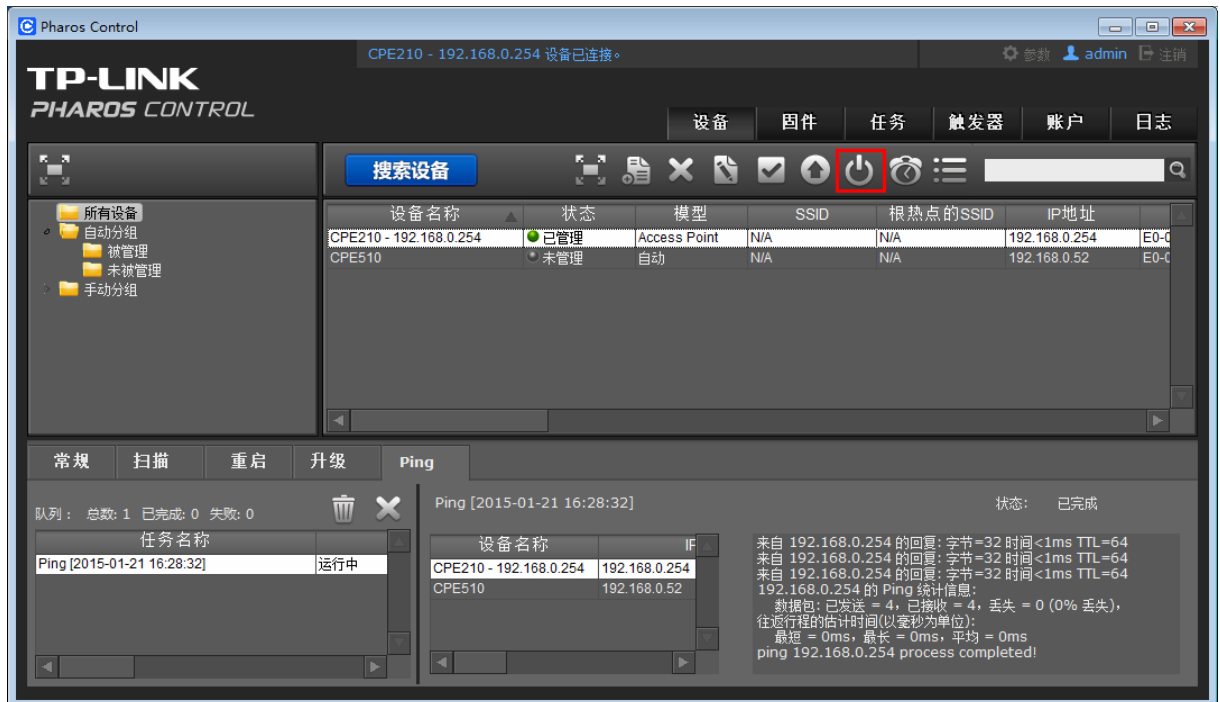 Pharos Control
CPE210 - 192.168.0.254 设备已连接。
参数 admin 注销
TP-LINK
PHAROS CONTROL
设备 固件 任务 触发器 账户 日志
搜索设备
所有设备
自动分组
被管理
未被管理
手动分组
设备名称 状态 模型 SSID 根热点的SSID IP地址
CPE210 - 192.168.0.254 已管理 Access Point N/A N/A 192.168.0.254 E0-C
CPE510 未管理 自动 N/A N/A 192.168.0.52 E0-C
常规 扫描 重启 升级 Ping
队列： 总数: 1 已完成: 0 失败: 0
任务名称
Ping [2015-01-21 16:28:32] 运行中
Ping [2015-01-21 16:28:32] 状态: 已完成
设备名称 IP
CPE210 - 192.168.0.254 192.168.0.254
CPE510 192.168.0.52
来自 192.168.0.254 的回复: 字节=32 时间<1ms TTL=64
来自 192.168.0.254 的回复: 字节=32 时间<1ms TTL=64
来自 192.168.0.254 的回复: 字节=32 时间<1ms TTL=64
192.168.0.254 的 Ping 统计信息:
数据包: 已发送 = 4，已接收 = 4，丢失 = 0 (0% 丢失)，
往返行程的估计时间(以毫秒为单位):
最短 = 0ms，最长 = 0ms，平均 = 0ms
ping 192.168.0.254 process completed!